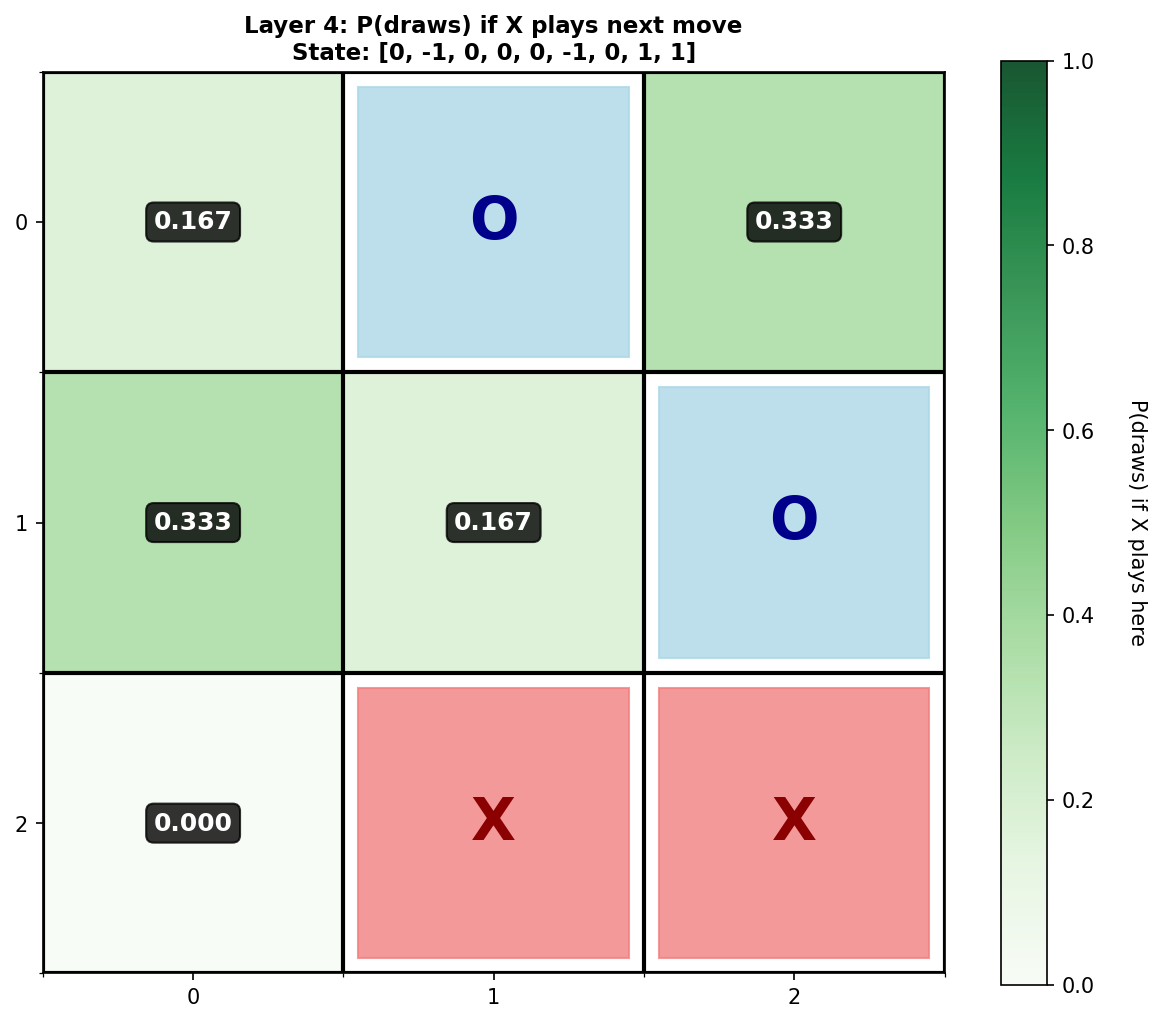 Layer 4: P(draws) if X plays next move
State: [0, -1, 0, 0, 0, -1, 0, 1, 1]
1.0
0.8
0.6
0.4
0.2
0.0
P(draws) if X plays here
0
0.167
O
0.333
1
0.333
0.167
O
2
0.000
X
X
0
1
2